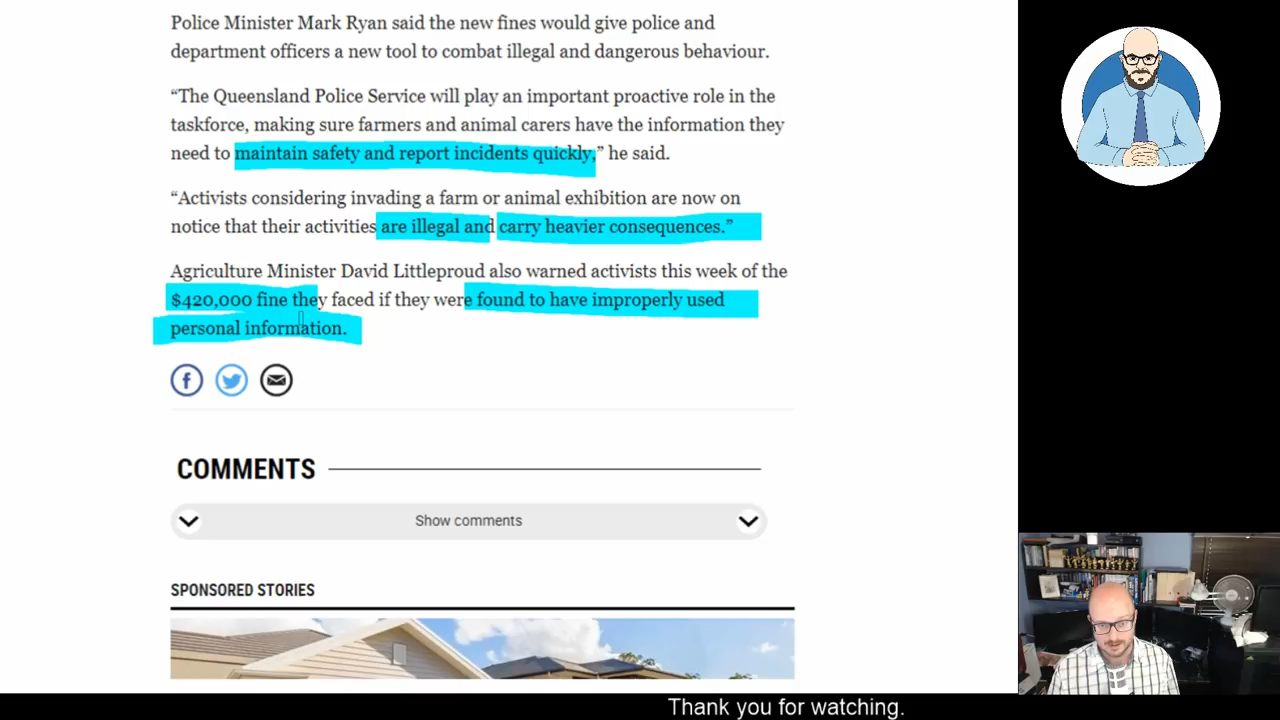 Police Minister Mark Ryan said the new fines would give police and
department officers a new tool to combat illegal and dangerous behaviour.
“The Queensland Police Service will play an important proactive role in the
taskforce, making sure farmers and animal carers have the information they
need to maintain safety and report incidents quickly,” he said.
“Activists considering invading a farm or animal exhibition are now on
notice that their activities are illegal and carry heavier consequences.”
Agriculture Minister David Littleproud also warned activists this week of the
$420,000 fine they faced if they were found to have improperly used
personal information.
COMMENTS
Show comments
SPONSORED STORIES
Thank you for watching.